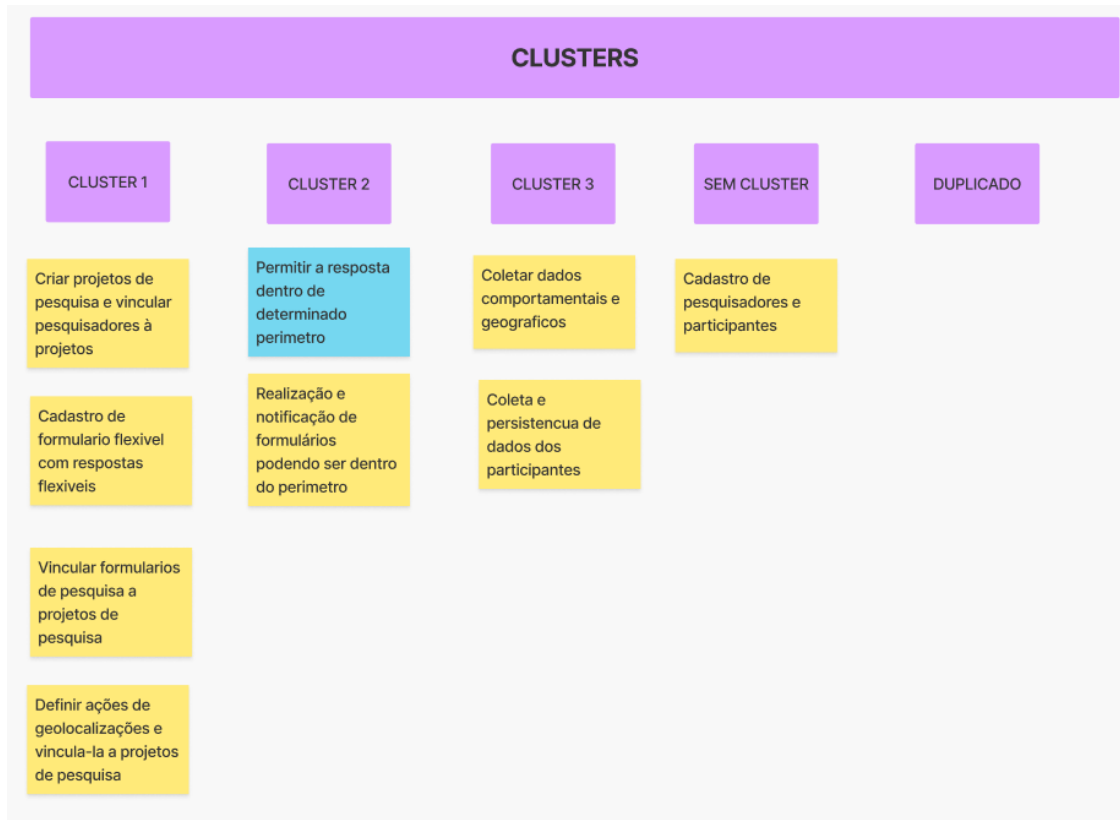 CLUSTERS
CLUSTER 1
CLUSTER 2
CLUSTER 3
SEM CLUSTER
DUPLICADO
Criar projetos de
pesquisa e vincular
pesquisadores à
projetos
Cadastro de
formulario flexivel
com respostas
flexiveis
Vincular formularios
de pesquisa a
projetos de
pesquisa
Definir ações de
geolocalizações e
vincula-la a projetos
de pesquisa
Permitir a resposta
dentro de
determinado
perimetro
Realização e
notificação de
formulários
podendo ser dentro
do perimetro
Coletar dados
comportamentais e
geograficos
Coleta e
persistencua de
dados dos
participantes
Cadastro de
pesquisadores e
participantes